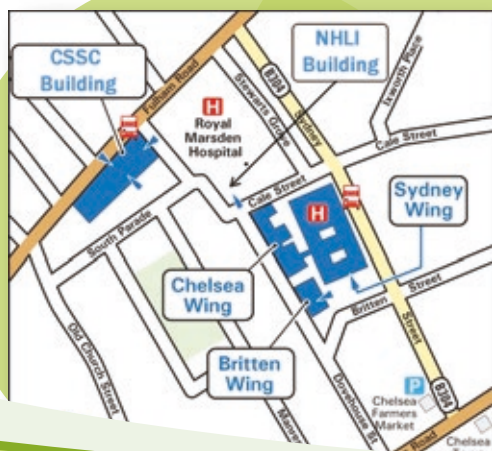 CSSC
Building
NHLI
Building
Fulham Road
Stewarts Grove
B304
Sydney
Ixworth Place
H
Royal
Marsden
Hospital
Cale Street
Cale Street
H
Sydney
Wing
South Parade
Chelsea
Wing
Britten
Street
Britten
Wing
Street
Old Church Street
Dovehouse St
P
Chelsea
Farmers
Market
B304
Road
Chelsea